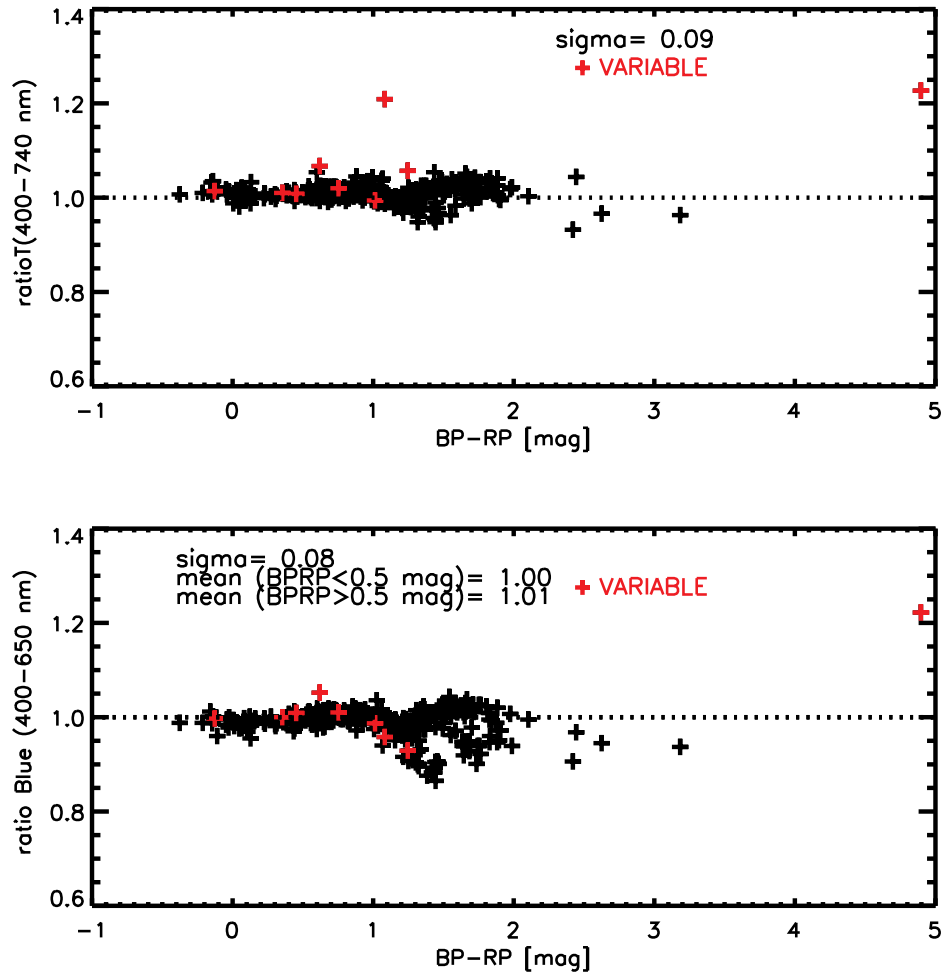 1.4
sigma= 0.09
+ VARIABLE
1.2
1.0
0.8
0.6
ratioT(400-740 nm)
-1 0 1 2 3 4 5
BP-RP [mag]
1.4
sigma= 0.08
mean (BPRP<0.5 mag)= 1.00
mean (BPRP>0.5 mag)= 1.01
+ VARIABLE
1.2
1.0
0.8
0.6
ratio Blue (400-650 nm)
-1 0 1 2 3 4 5
BP-RP [mag]